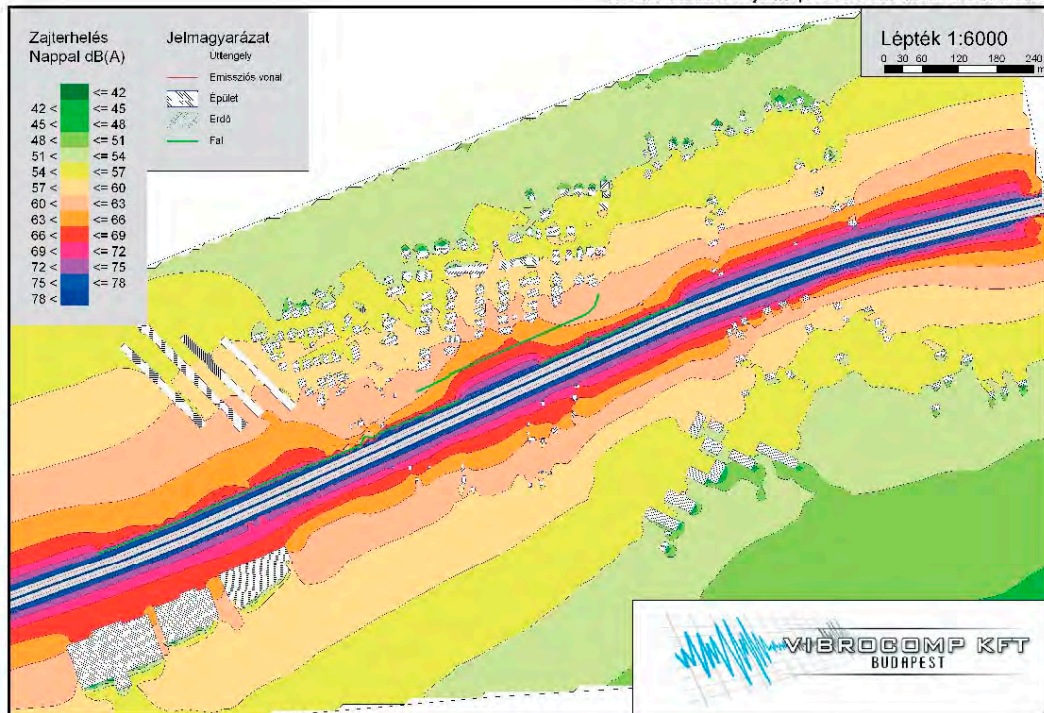 Zajterhelés
Nappal dB(A)
<= 42
42 < <= 45
45 < <= 48
48 < <= 51
51 < <= 54
54 < <= 57
57 < <= 60
60 < <= 63
63 < <= 66
66 < <= 69
69 < <= 72
72 < <= 75
75 < <= 78
78 <
Jelmagyarázat
Uttengely
Emissziós vonal
Épület
Erdő
Fal
Lépték 1:6000
0 30 60 120 180 240
m
VIBROCOMP KFT
BUDAPEST